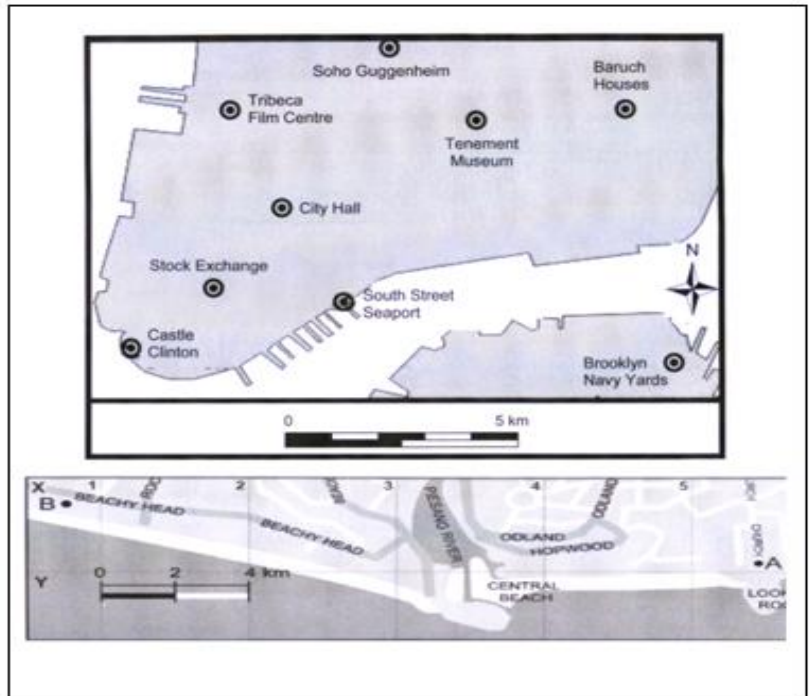 Soho Guggenheim
Baruch
Houses
Tribeca
Film Centre
Tenement
Museum
City Hall
N
Stock Exchange
South Street
Seaport
Castle
Clinton
Brooklyn
Navy Yards
0 5 km
X 1 2 3 4 5
B BEACHY HEAD
BEACHY HEAD
PIESANG RIVER
ODLAND
ODLAND
HOPWOOD
A
Y
0 2 4 km
CENTRAL
BEACH